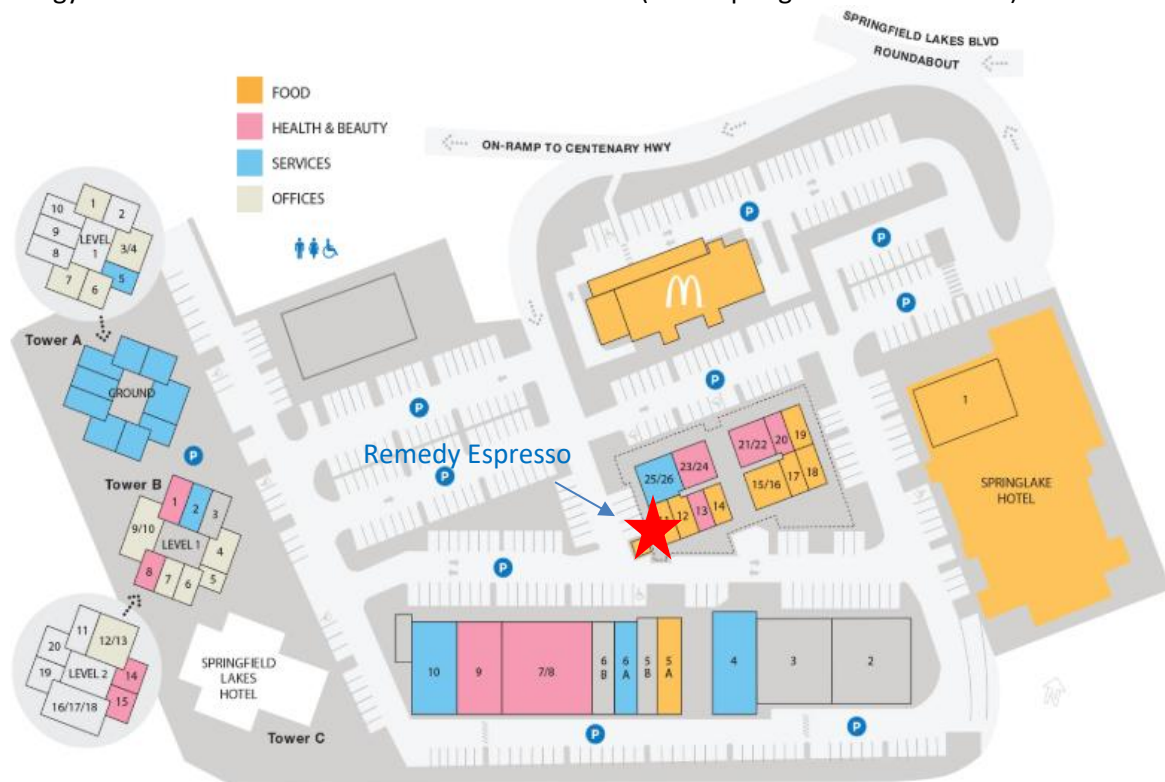 SPRINGFIELD LAKES BLVD
ROUNDABOUT
FOOD
HEALTH & BEAUTY
SERVICES
OFFICES
ON-RAMP TO CENTENARY HWY
P
P
P
P
P
P
P
P
P
P
M
10
1
2
9
LEVEL
1
3/4
8
5
7
6
Tower A
GROUND
Tower B
1
2
3
9/10
LEVEL 1
4
8
7
6
5
11
12/13
20
LEVEL 2
14
19
15
16/17/18
SPRINGFIELD
LAKES
HOTEL
Tower C
Remedy Espresso
21/22
20
19
23/24
18
17
25/26
15/16
14
13
12
1
SPRINGLAKE
HOTEL
10
9
7/8
6
B
6
A
5
B
5
A
4
3
2
N